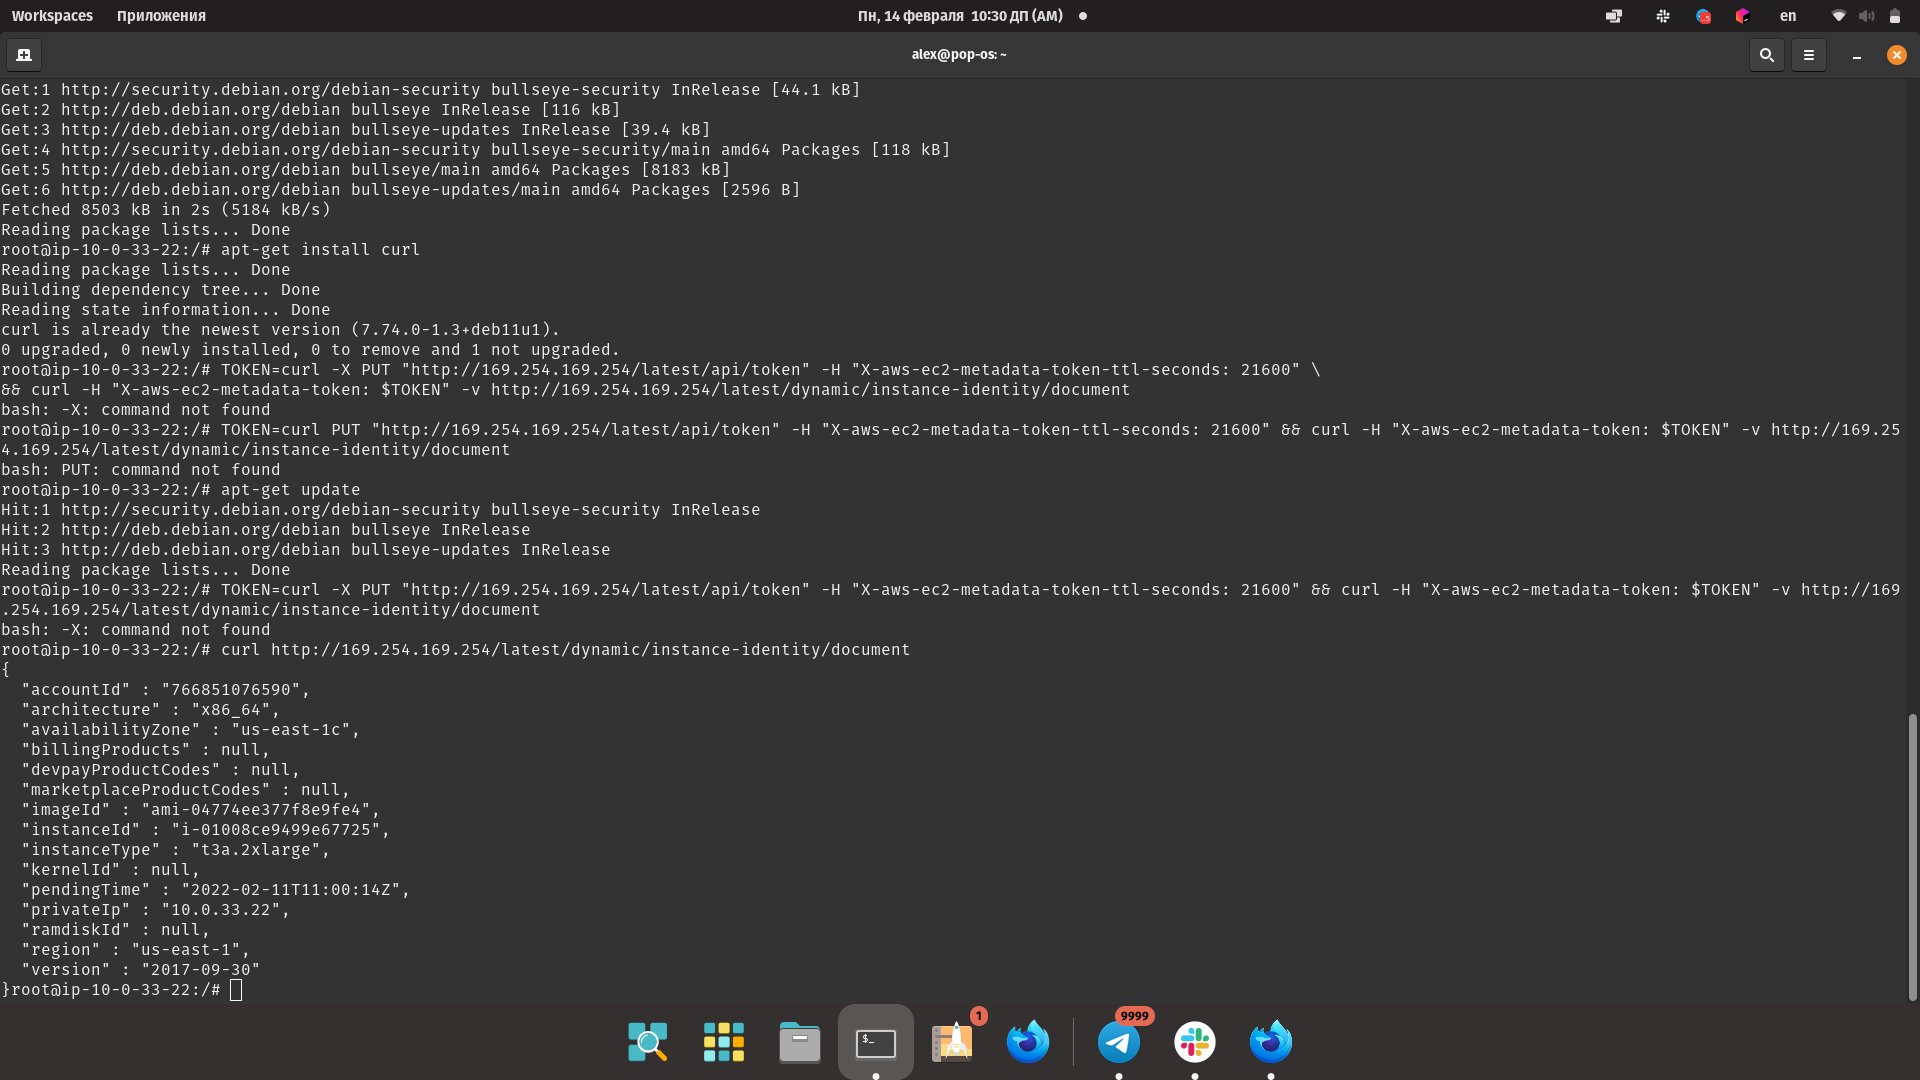 Workspaces Приложения Пн, 14 февраля 10:30 ДП (AM) en
alex@pop-os: ~
Get:1 http://security.debian.org/debian-security bullseye-security InRelease [44.1 kB]
Get:2 http://deb.debian.org/debian bullseye InRelease [116 kB]
Get:3 http://deb.debian.org/debian bullseye-updates InRelease [39.4 kB]
Get:4 http://security.debian.org/debian-security bullseye-security/main amd64 Packages [118 kB]
Get:5 http://deb.debian.org/debian bullseye/main amd64 Packages [8183 kB]
Get:6 http://deb.debian.org/debian bullseye-updates/main amd64 Packages [2596 B]
Fetched 8503 kB in 2s (5184 kB/s)
Reading package lists... Done
root@ip-10-0-33-22:/# apt-get install curl
Reading package lists... Done
Building dependency tree... Done
Reading state information... Done
curl is already the newest version (7.74.0-1.3+deb11u1).
0 upgraded, 0 newly installed, 0 to remove and 1 not upgraded.
root@ip-10-0-33-22:/# TOKEN=curl -X PUT "http://169.254.169.254/latest/api/token" -H "X-aws-ec2-metadata-token-ttl-seconds: 21600" \
&& curl -H "X-aws-ec2-metadata-token: $TOKEN" -v http://169.254.169.254/latest/dynamic/instance-identity/document
bash: -X: command not found
root@ip-10-0-33-22:/# TOKEN=curl PUT "http://169.254.169.254/latest/api/token" -H "X-aws-ec2-metadata-token-ttl-seconds: 21600" && curl -H "X-aws-ec2-metadata-token: $TOKEN" -v http://169.25
4.169.254/latest/dynamic/instance-identity/document
bash: PUT: command not found
root@ip-10-0-33-22:/# apt-get update
Hit:1 http://security.debian.org/debian-security bullseye-security InRelease
Hit:2 http://deb.debian.org/debian bullseye InRelease
Hit:3 http://deb.debian.org/debian bullseye-updates InRelease
Reading package lists... Done
root@ip-10-0-33-22:/# TOKEN=curl -X PUT "http://169.254.169.254/latest/api/token" -H "X-aws-ec2-metadata-token-ttl-seconds: 21600" && curl -H "X-aws-ec2-metadata-token: $TOKEN" -v http://169
.254.169.254/latest/dynamic/instance-identity/document
bash: -X: command not found
root@ip-10-0-33-22:/# curl http://169.254.169.254/latest/dynamic/instance-identity/document
{
  "accountId" : "766851076590",
  "architecture" : "x86_64",
  "availabilityZone" : "us-east-1c",
  "billingProducts" : null,
  "devpayProductCodes" : null,
  "marketplaceProductCodes" : null,
  "imageId" : "ami-04774ee377f8e9fe4",
  "instanceId" : "i-01008ce9499e67725",
  "instanceType" : "t3a.2xlarge",
  "kernelId" : null,
  "pendingTime" : "2022-02-11T11:00:14Z",
  "privateIp" : "10.0.33.22",
  "ramdiskId" : null,
  "region" : "us-east-1",
  "version" : "2017-09-30"
}root@ip-10-0-33-22:/#
$_ 1 9999